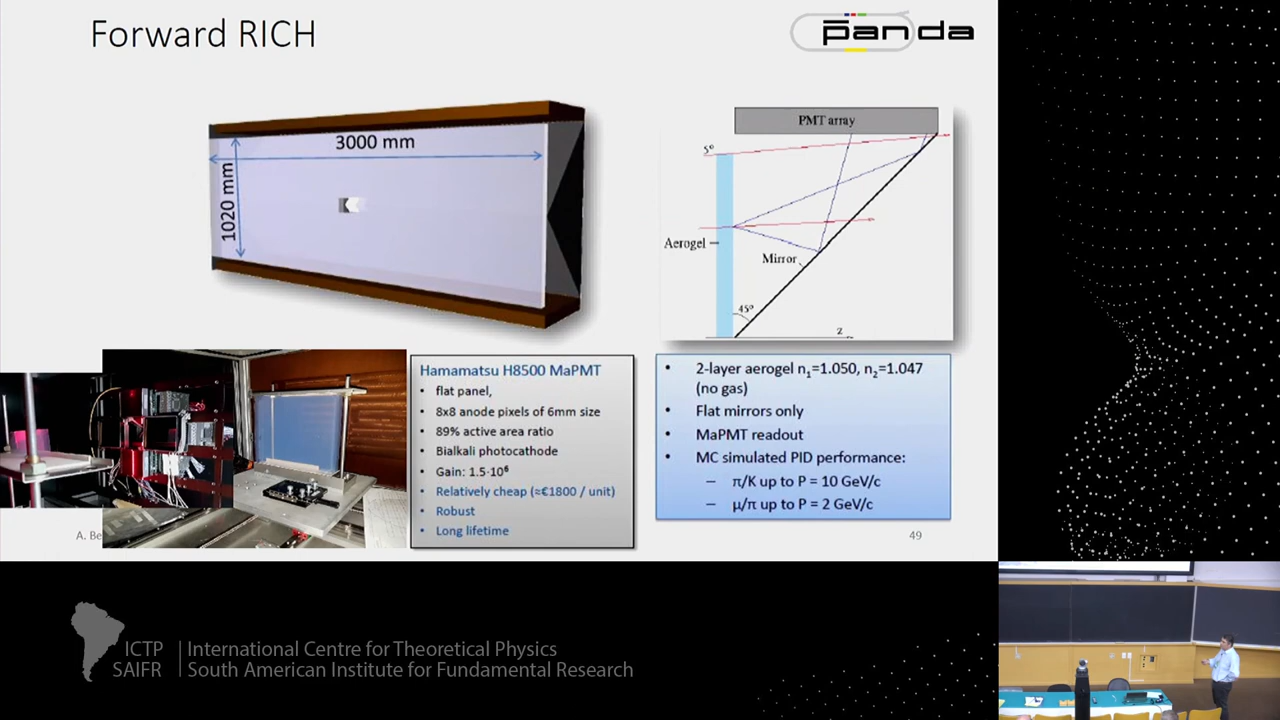 Forward RICH
panda
3000 mm
1020 mm
PMT array
5°
Aerogel
Mirror
45°
z
Hamamatsu H8500 MaPMT
• flat panel,
• 8x8 anode pixels of 6mm size
• 89% active area ratio
• Bialkali photocathode
• Gain: 1.5·10⁶
• Relatively cheap (≈€1800 / unit)
• Robust
• Long lifetime
• 2-layer aerogel n₁=1.050, n₂=1.047
(no gas)
• Flat mirrors only
• MaPMT readout
• MC simulated PID performance:
– π/K up to P = 10 GeV/c
– μ/π up to P = 2 GeV/c
A. Be
49
ICTP
SAIFR
International Centre for Theoretical Physics
South American Institute for Fundamental Research